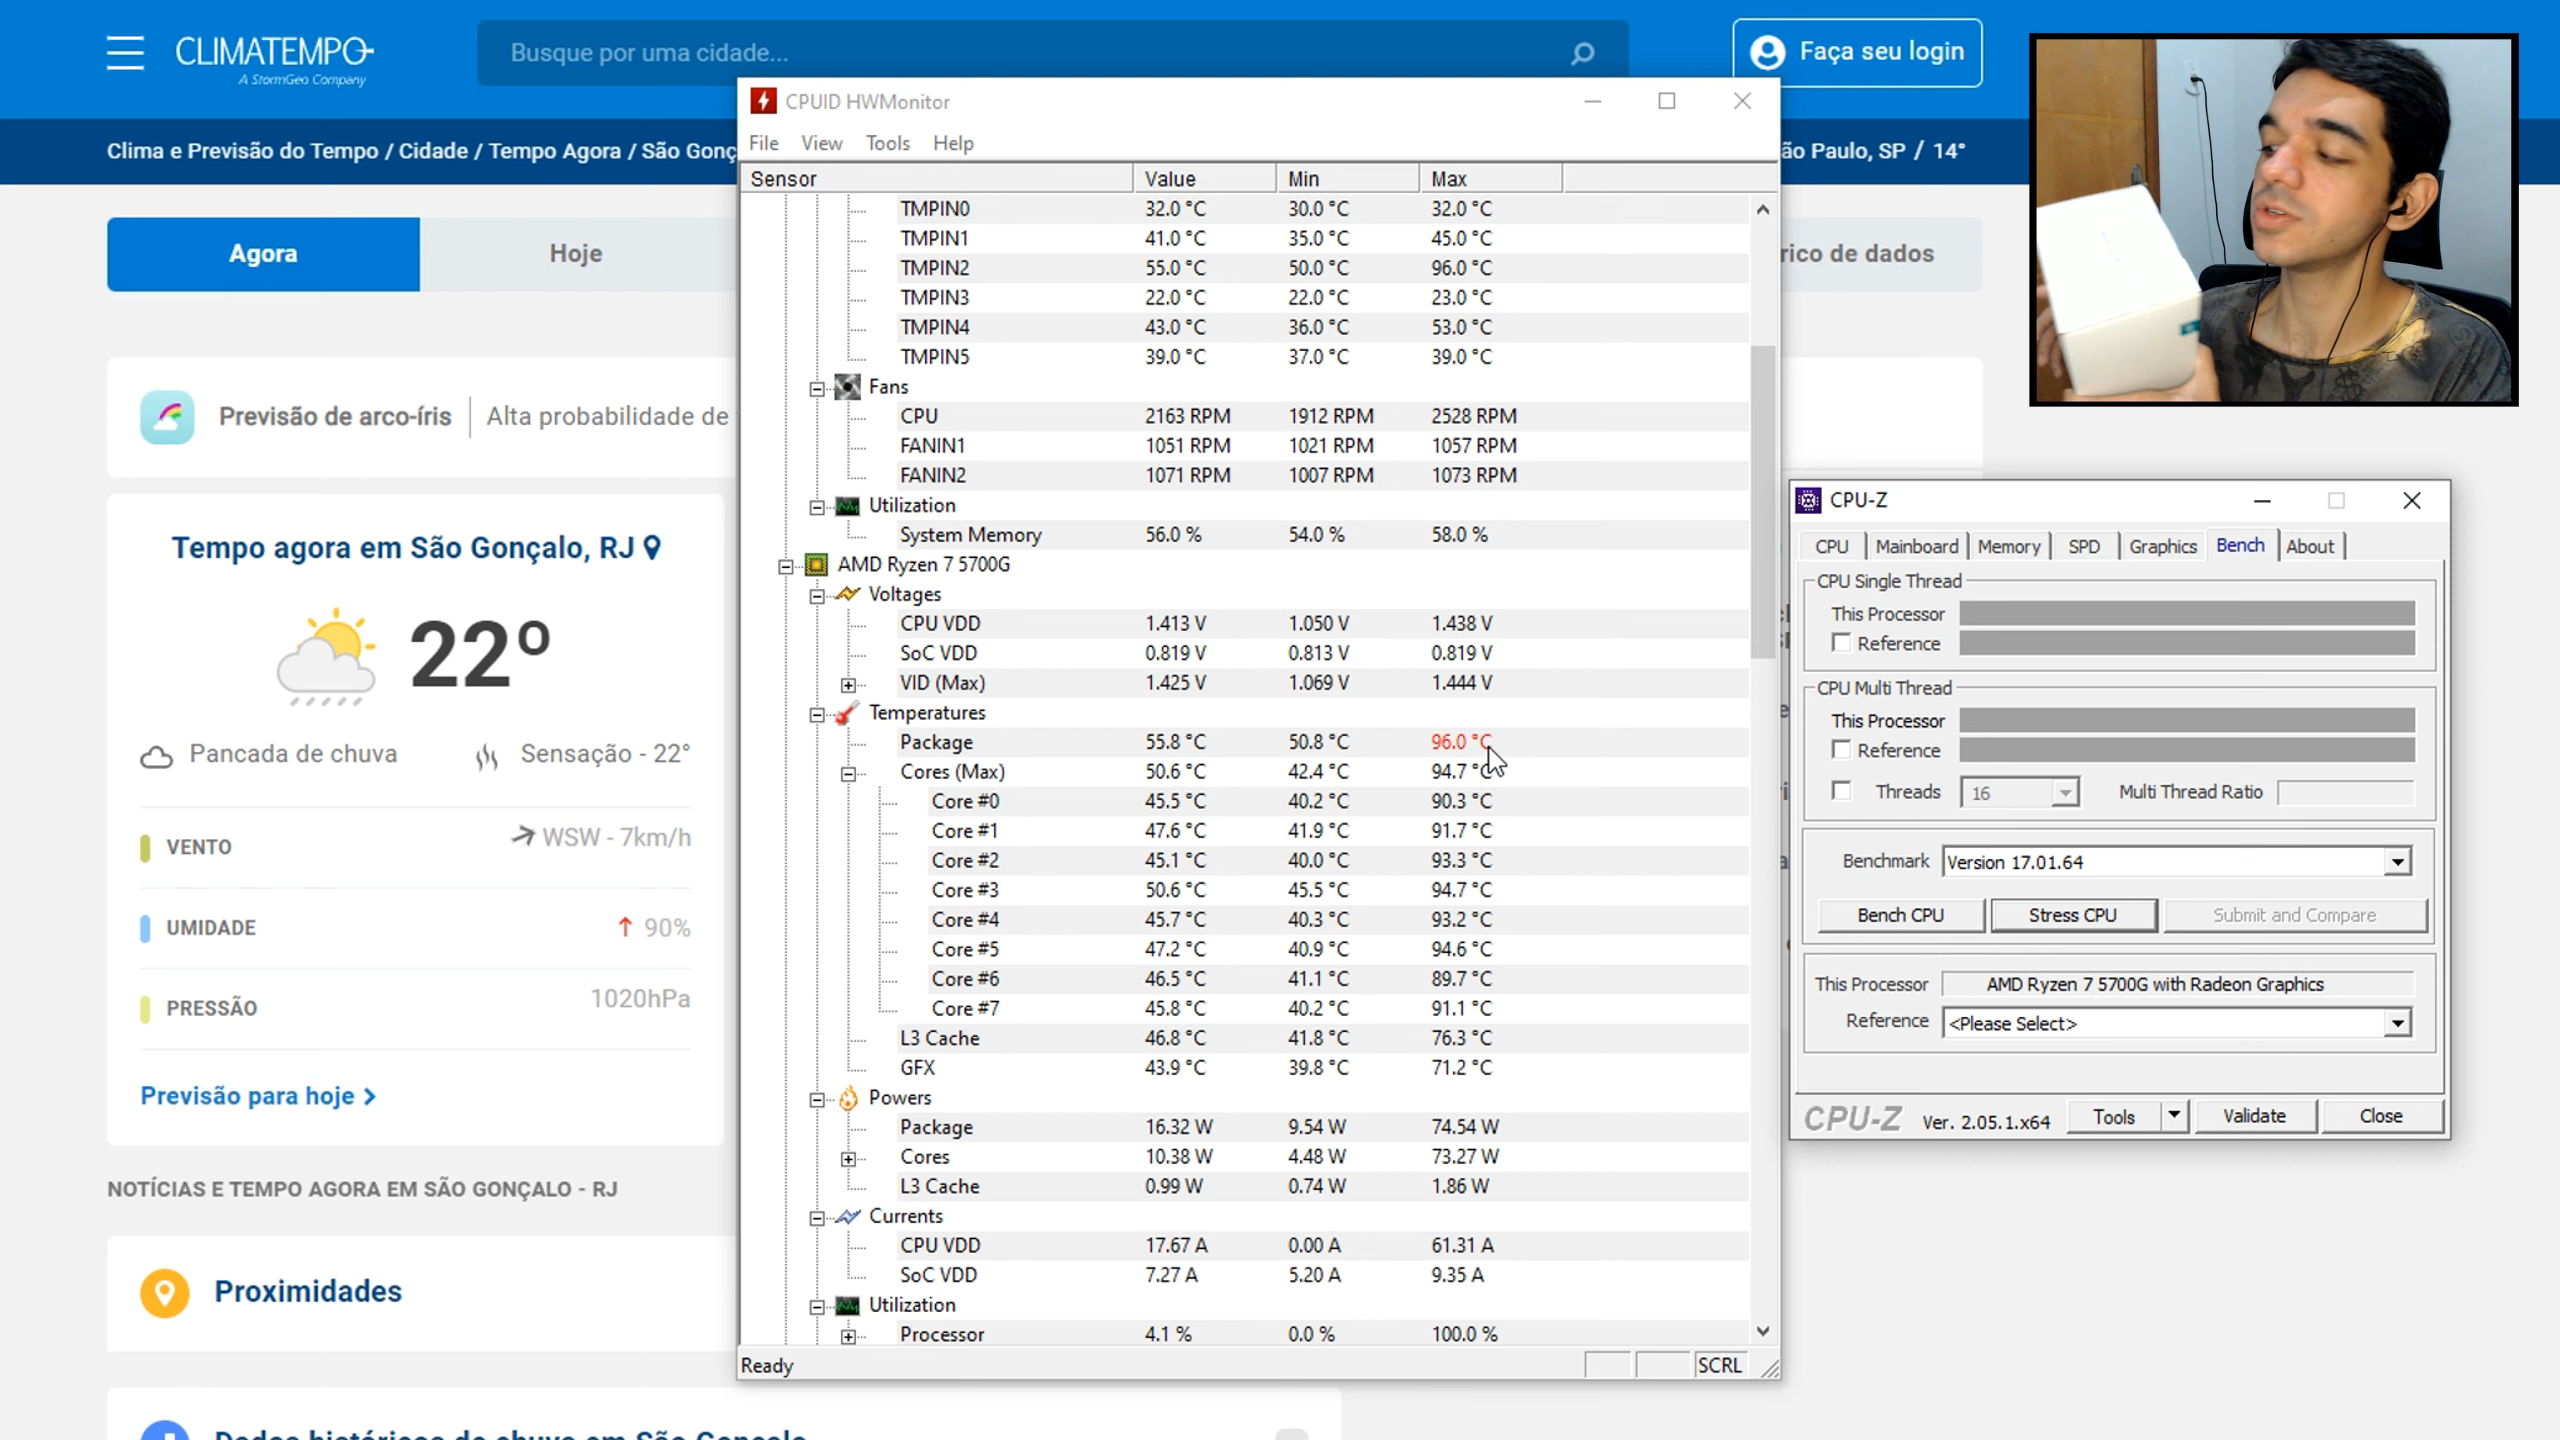 CLIMATEMPO
A StormGeo Company
Busque por uma cidade...
Faça seu login
Clima e Previsão do Tempo / Cidade / Tempo Agora / São Gonç
ão Paulo, SP / 14°
Agora
Hoje
rico de dados
Previsão de arco-íris
Alta probabilidade de
Tempo agora em São Gonçalo, RJ
22°
Pancada de chuva
Sensação - 22°
VENTO
WSW - 7km/h
UMIDADE
90%
PRESSÃO
1020hPa
Previsão para hoje
NOTÍCIAS E TEMPO AGORA EM SÃO GONÇALO - RJ
Proximidades
Dados históricos de chuva em São Gonçalo
CPUID HWMonitor
File View Tools Help
Sensor Value Min Max
TMPIN0 32.0 °C 30.0 °C 32.0 °C
TMPIN1 41.0 °C 35.0 °C 45.0 °C
TMPIN2 55.0 °C 50.0 °C 96.0 °C
TMPIN3 22.0 °C 22.0 °C 23.0 °C
TMPIN4 43.0 °C 36.0 °C 53.0 °C
TMPIN5 39.0 °C 37.0 °C 39.0 °C
Fans
CPU 2163 RPM 1912 RPM 2528 RPM
FANIN1 1051 RPM 1021 RPM 1057 RPM
FANIN2 1071 RPM 1007 RPM 1073 RPM
Utilization
System Memory 56.0 % 54.0 % 58.0 %
AMD Ryzen 7 5700G
Voltages
CPU VDD 1.413 V 1.050 V 1.438 V
SoC VDD 0.819 V 0.813 V 0.819 V
VID (Max) 1.425 V 1.069 V 1.444 V
Temperatures
Package 55.8 °C 50.8 °C 96.0 °C
Cores (Max) 50.6 °C 42.4 °C 94.7 °C
Core #0 45.5 °C 40.2 °C 90.3 °C
Core #1 47.6 °C 41.9 °C 91.7 °C
Core #2 45.1 °C 40.0 °C 93.3 °C
Core #3 50.6 °C 45.5 °C 94.7 °C
Core #4 45.7 °C 40.3 °C 93.2 °C
Core #5 47.2 °C 40.9 °C 94.6 °C
Core #6 46.5 °C 41.1 °C 89.7 °C
Core #7 45.8 °C 40.2 °C 91.1 °C
L3 Cache 46.8 °C 41.8 °C 76.3 °C
GFX 43.9 °C 39.8 °C 71.2 °C
Powers
Package 16.32 W 9.54 W 74.54 W
Cores 10.38 W 4.48 W 73.27 W
L3 Cache 0.99 W 0.74 W 1.86 W
Currents
CPU VDD 17.67 A 0.00 A 61.31 A
SoC VDD 7.27 A 5.20 A 9.35 A
Utilization
Processor 4.1 % 0.0 % 100.0 %
Ready
SCRL
CPU-Z
CPU Mainboard Memory SPD Graphics Bench About
CPU Single Thread
This Processor
Reference
CPU Multi Thread
This Processor
Reference
Threads 16 Multi Thread Ratio
Benchmark Version 17.01.64
Bench CPU Stress CPU Submit and Compare
This Processor AMD Ryzen 7 5700G with Radeon Graphics
Reference <Please Select>
CPU-Z Ver. 2.05.1.x64 Tools Validate Close